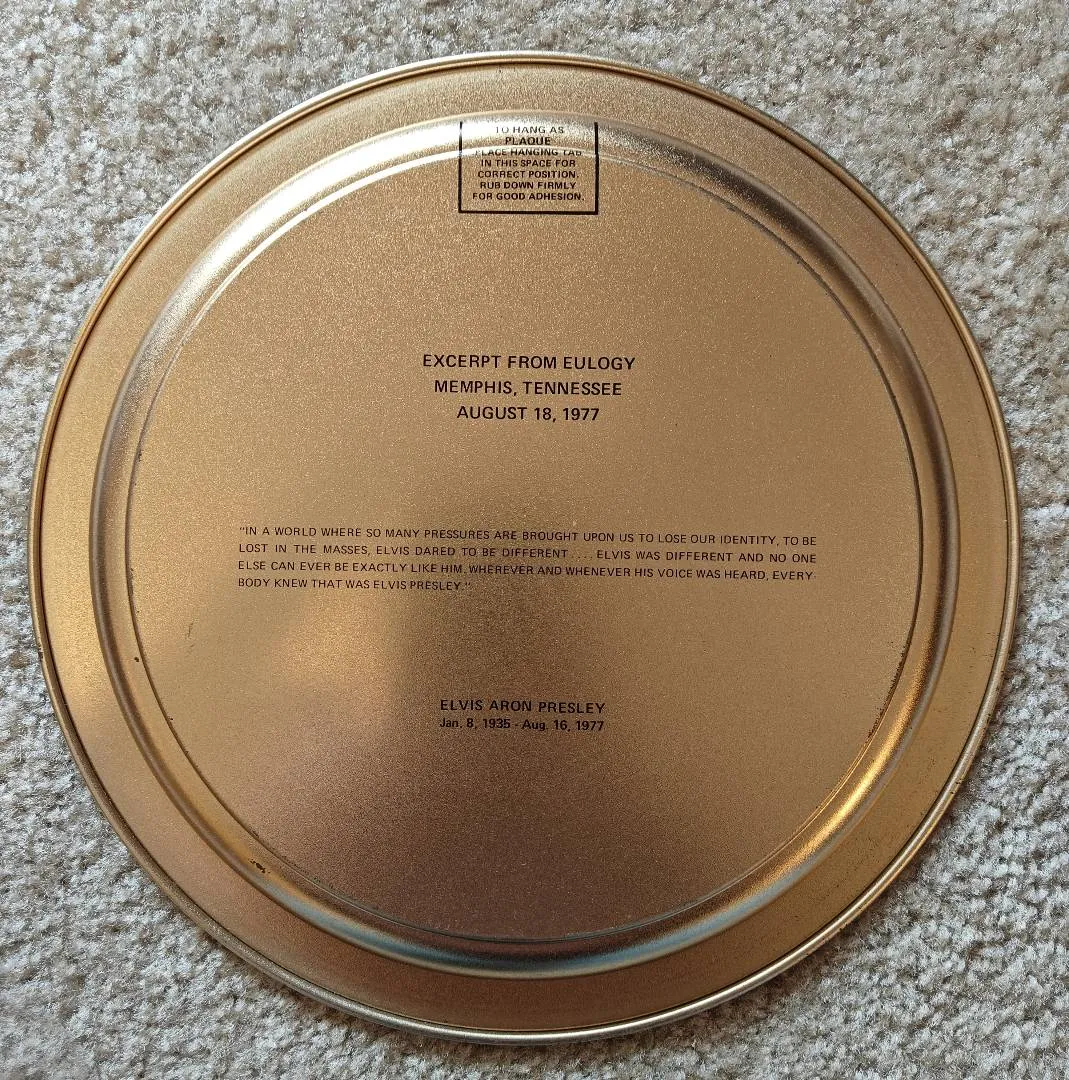 TO HANG AS
PLAQUE
PLACE HANGING TAB
IN THIS SPACE FOR
CORRECT POSITION.
RUB DOWN FIRMLY
FOR GOOD ADHESION.
EXCERPT FROM EULOGY
MEMPHIS, TENNESSEE
AUGUST 18, 1977
"IN A WORLD WHERE SO MANY PRESSURES ARE BROUGHT UPON US TO LOSE OUR IDENTITY, TO BE
LOST IN THE MASSES, ELVIS DARED TO BE DIFFERENT .... ELVIS WAS DIFFERENT AND NO ONE
ELSE CAN EVER BE EXACTLY LIKE HIM. WHEREVER AND WHENEVER HIS VOICE WAS HEARD, EVERY-
BODY KNEW THAT WAS ELVIS PRESLEY."
ELVIS ARON PRESLEY
Jan. 8, 1935 - Aug. 16, 1977